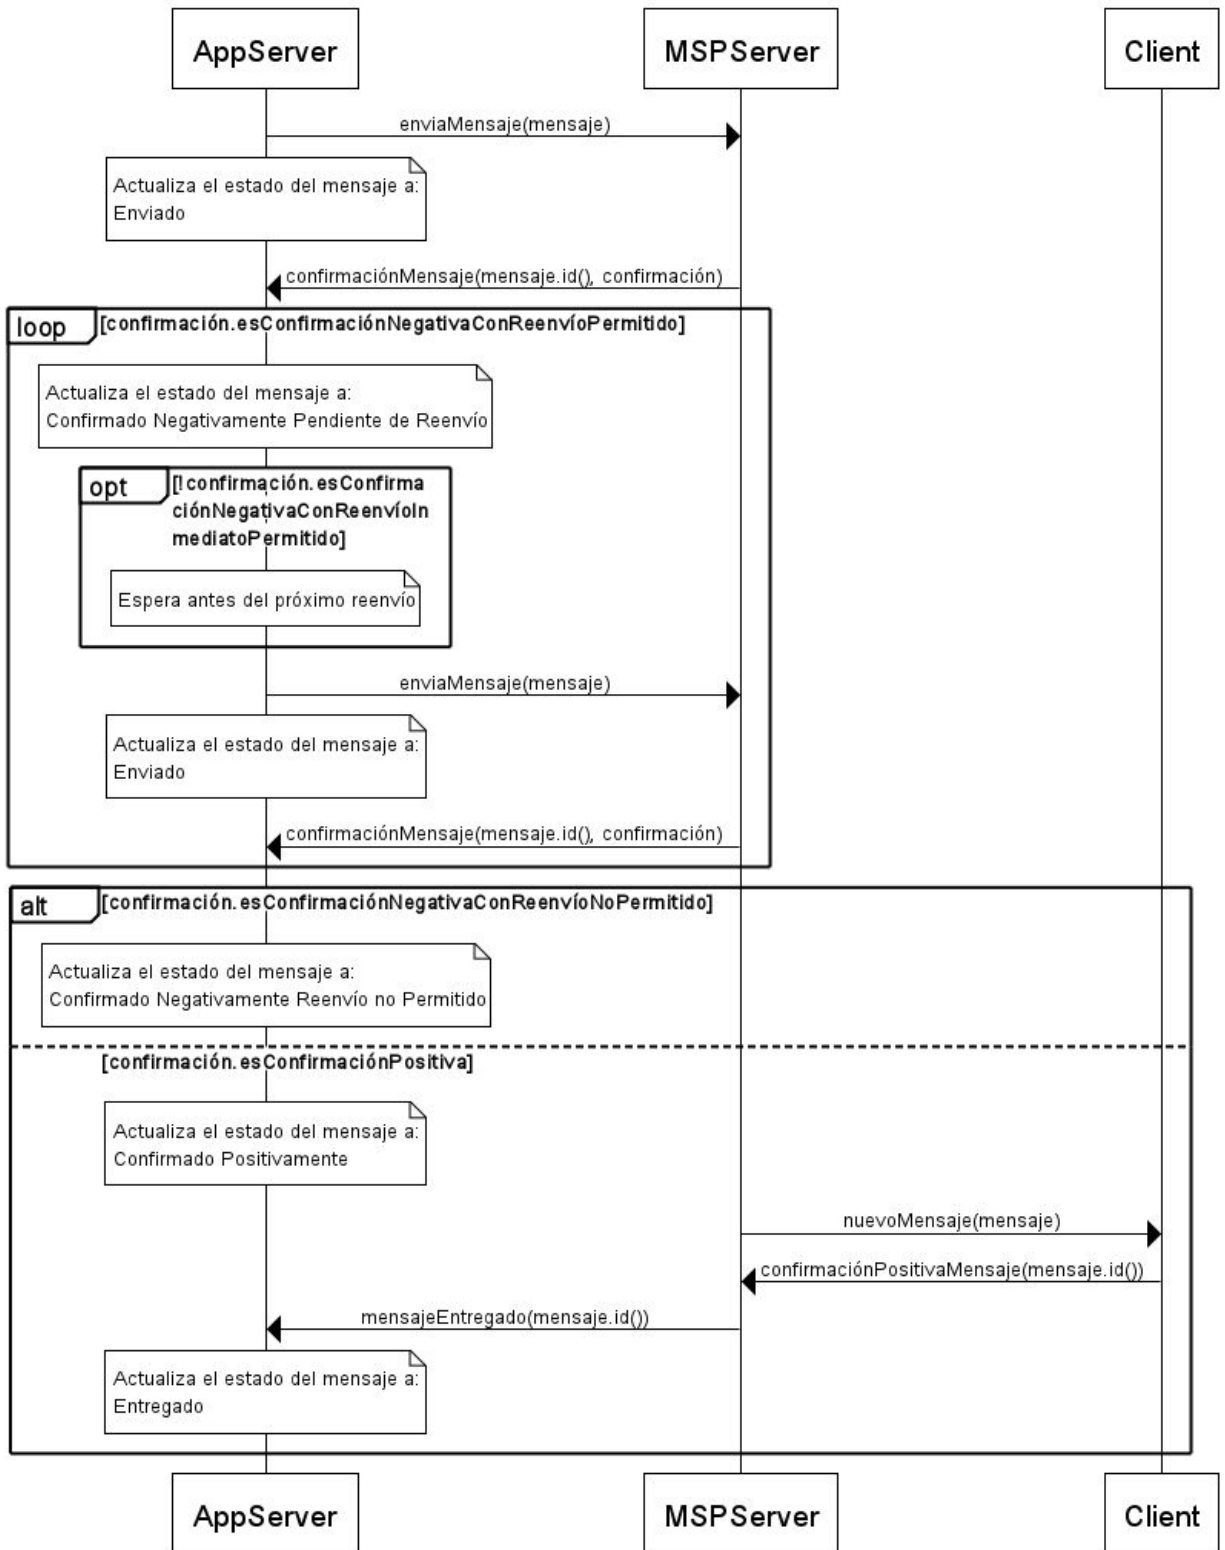 AppServer
MSPServer
Client
enviaMensaje(mensaje)
Actualiza el estado del mensaje a:
Enviado
confirmaciónMensaje(mensaje.id(), confirmación)
loop
[confirmación.esConfirmaciónNegativaConReenvíoPermitido]
Actualiza el estado del mensaje a:
Confirmado Negativamente Pendiente de Reenvío
opt
[!confirmación.esConfirma
ciónNegativaConReenvíoIn
mediatoPermitido]
Espera antes del próximo reenvío
enviaMensaje(mensaje)
Actualiza el estado del mensaje a:
Enviado
confirmaciónMensaje(mensaje.id(), confirmación)
alt
[confirmación.esConfirmaciónNegativaConReenvíoNoPermitido]
Actualiza el estado del mensaje a:
Confirmado Negativamente Reenvío no Permitido
[confirmación.esConfirmaciónPositiva]
Actualiza el estado del mensaje a:
Confirmado Positivamente
nuevoMensaje(mensaje)
confirmaciónPositivaMensaje(mensaje.id())
mensajeEntregado(mensaje.id())
Actualiza el estado del mensaje a:
Entregado
AppServer
MSPServer
Client